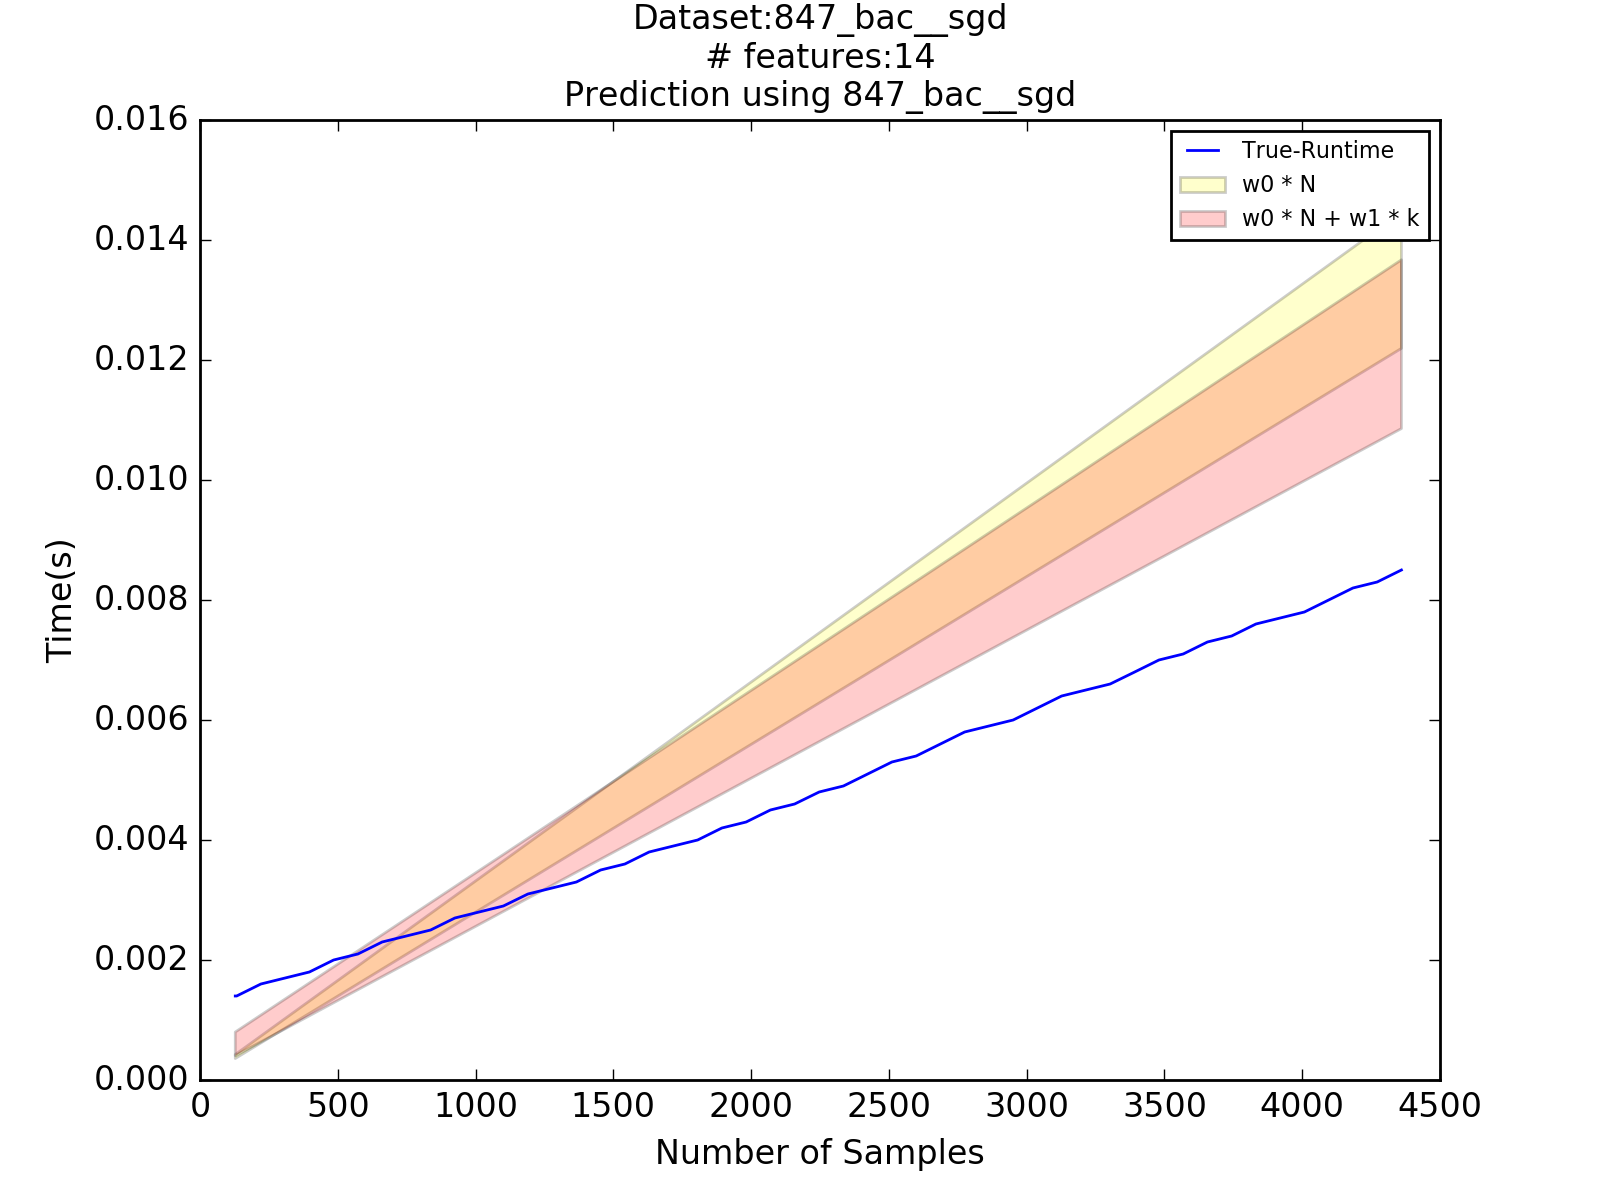 Dataset:847_bac__sgd
# features:14
Prediction using 847_bac__sgd
0.016
0.014
0.012
0.010
0.008
0.006
0.004
0.002
0.000
Time(s)
True-Runtime
w0 * N
w0 * N + w1 * k
0 500 1000 1500 2000 2500 3000 3500 4000 4500
Number of Samples